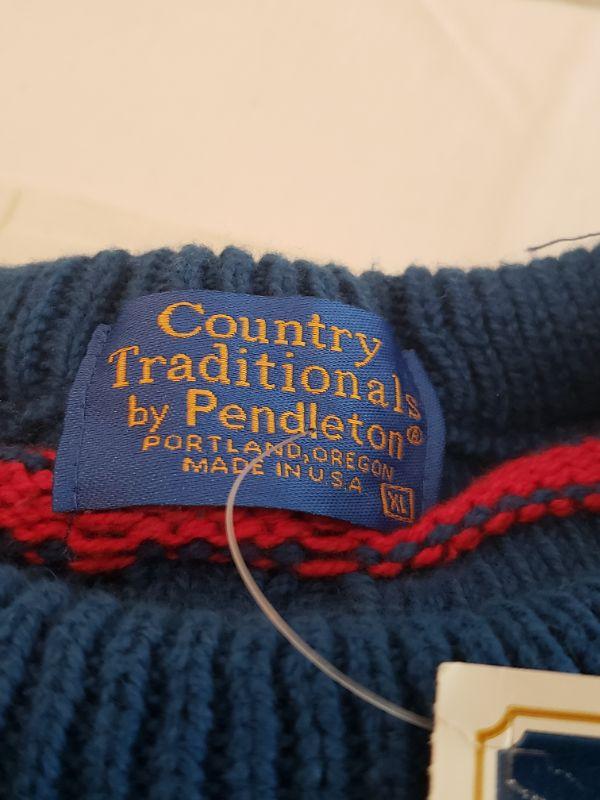 Country
Traditionals
by Pendleton®
PORTLAND, OREGON
MADE IN U.S.A
XL